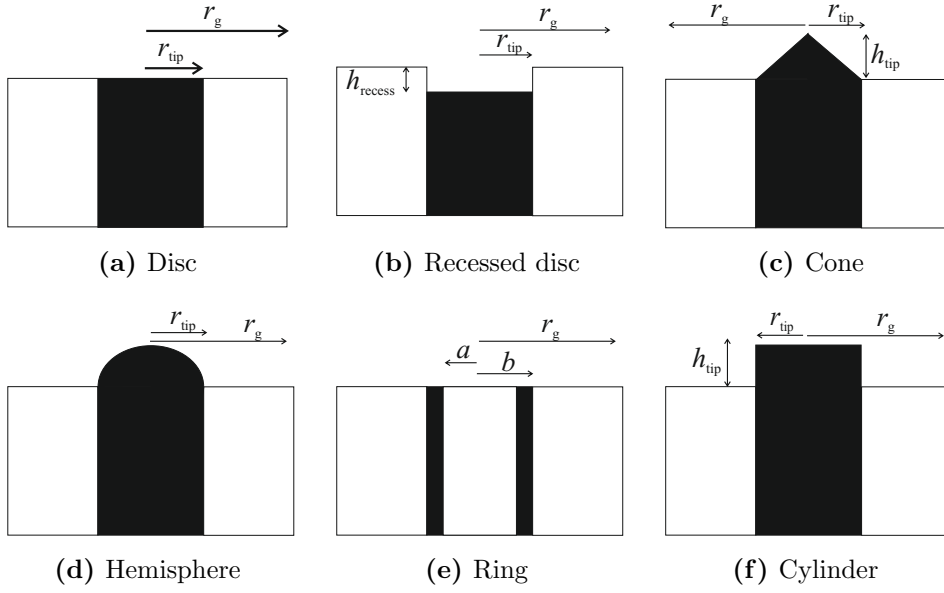 r_g
r_tip
(a) Disc
r_g
r_tip
h_recess
(b) Recessed disc
r_g r_tip
h_tip
(c) Cone
r_tip
r_g
(d) Hemisphere
r_g
a
b
(e) Ring
r_tip r_g
h_tip
(f) Cylinder